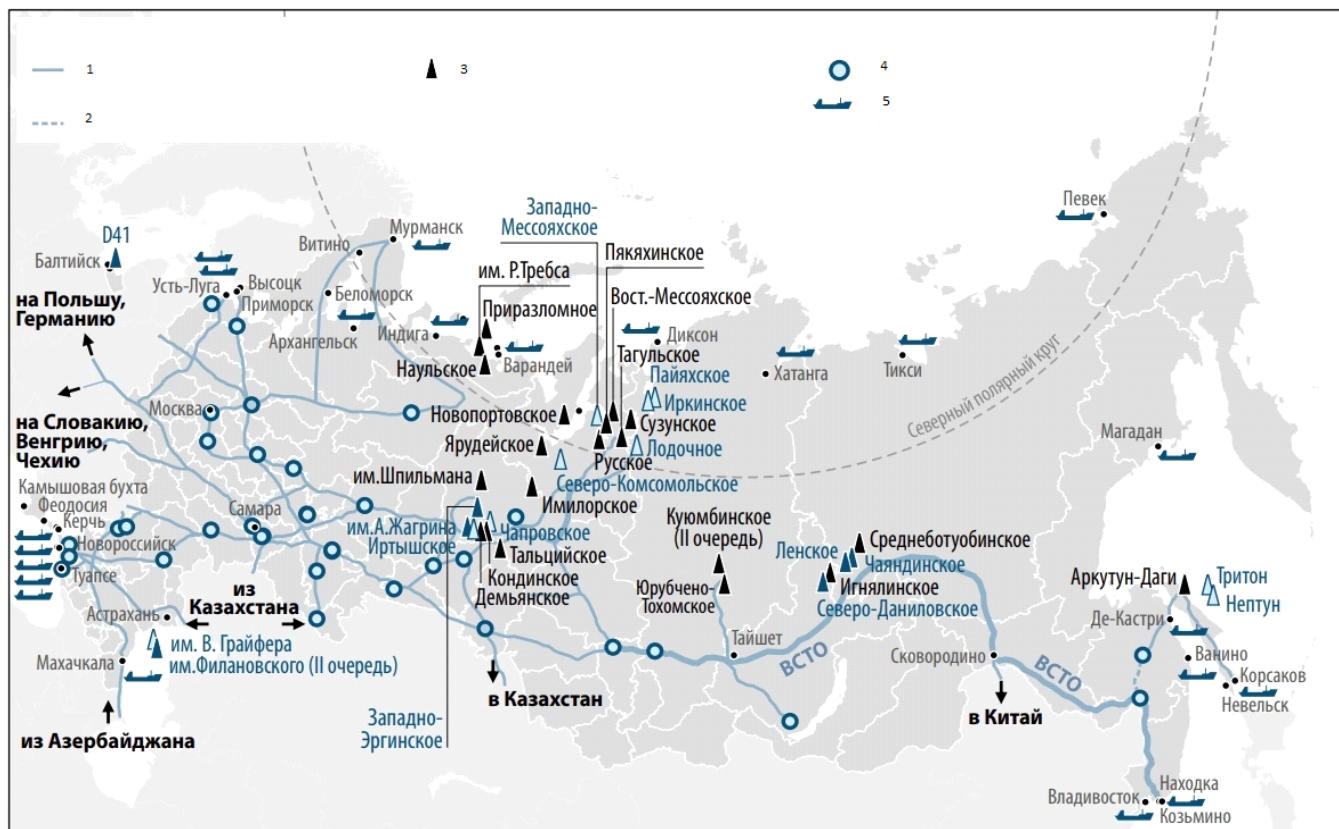 1
3
4
5
2
Певек
Западно-
Мессояхское
Мурманск
D41
Витино
Пякяхинское
Балтийск
им. Р.Требса
Усть-Луга
Высоцк
Приморск
Беломорск
Вост.-Мессояхское
на Польшу,
Германию
Приразломное
Архангельск
Индига
Диксон
Варандей
Тагульское
Наульское
Пайяхское
Хатанга
Тикси
Северный полярный круг
Москва
Новопортовское
Иркинское
на Словакию,
Венгрию,
Чехию
Сузунское
Магадан
Ярудейское
Лодочное
Русское
им.Шпильмана
Северо-Комсомольское
Камышовая бухта
Феодосия
Керчь
Самара
Имилорское
Новороссийск
им.А.Жагрина
Иртышское
Чапровское
Куюмбинское
(II очередь)
Среднеботуобинское
Ленское
Чаяндинское
Тальцийское
Туапсе
Игнялинское
Кондинское
Демьянское
Юрубчено-
Тохомское
Северо-Даниловское
Аркутун-Даги
Тритон
Нептун
из
Казахстана
Астрахань
Де-Кастри
Тайшет
им. В. Грайфера
им.Филановского (II очередь)
Махачкала
ВСТО
Сковородино
ВСТО
Ванино
Корсаков
Невельск
в Казахстан
Западно-
Эргинское
в Китай
из Азербайджана
Владивосток
Находка
Козьмино